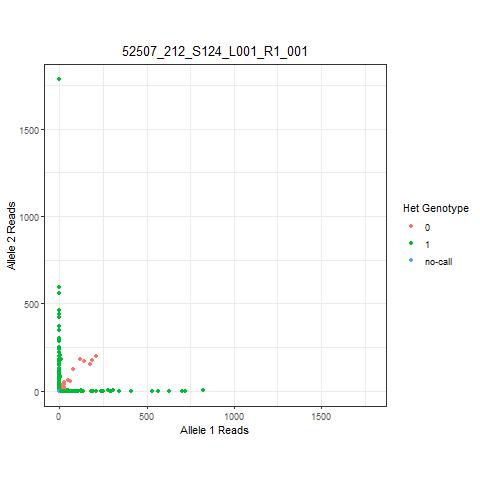 52507_212_S124_L001_R1_001
Allele 2 Reads
1500
1000
500
0
0
500
1000
1500
Allele 1 Reads
Het Genotype
0
1
no-call